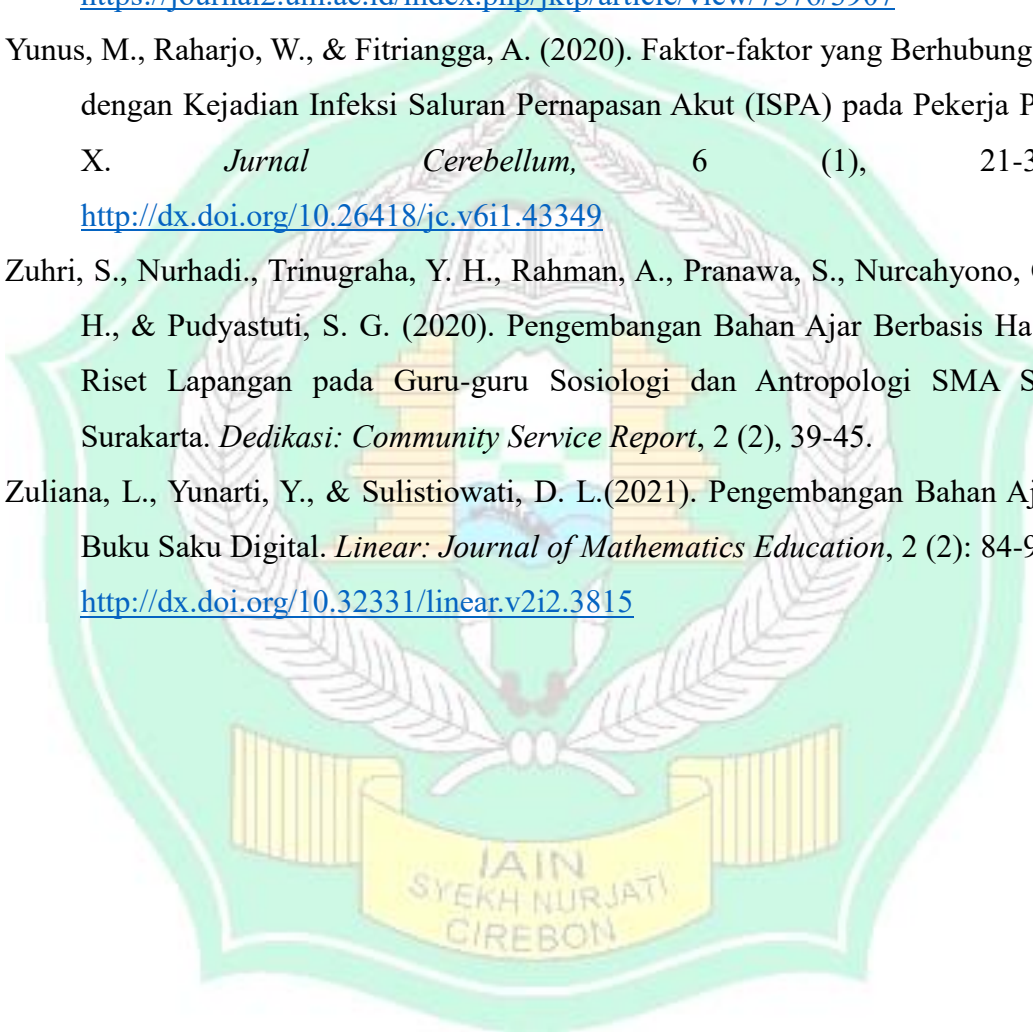 https://journal2.um.ac.id/index.php/jktp/article/view/7576/3907
Yunus, M., Raharjo, W., & Fitriangga, A. (2020). Faktor-faktor yang Berhubung
dengan Kejadian Infeksi Saluran Pernapasan Akut (ISPA) pada Pekerja P
X. Jurnal Cerebellum, 6 (1), 21-3
http://dx.doi.org/10.26418/jc.v6i1.43349
Zuhri, S., Nurhadi., Trinugraha, Y. H., Rahman, A., Pranawa, S., Nurcahyono,
H., & Pudyastuti, S. G. (2020). Pengembangan Bahan Ajar Berbasis Ha
Riset Lapangan pada Guru-guru Sosiologi dan Antropologi SMA S
Surakarta. Dedikasi: Community Service Report, 2 (2), 39-45.
Zuliana, L., Yunarti, Y., & Sulistiowati, D. L.(2021). Pengembangan Bahan Aj
Buku Saku Digital. Linear: Journal of Mathematics Education, 2 (2): 84-9
http://dx.doi.org/10.32331/linear.v2i2.3815
IAIN
SYEKH NURJATI
CIREBON